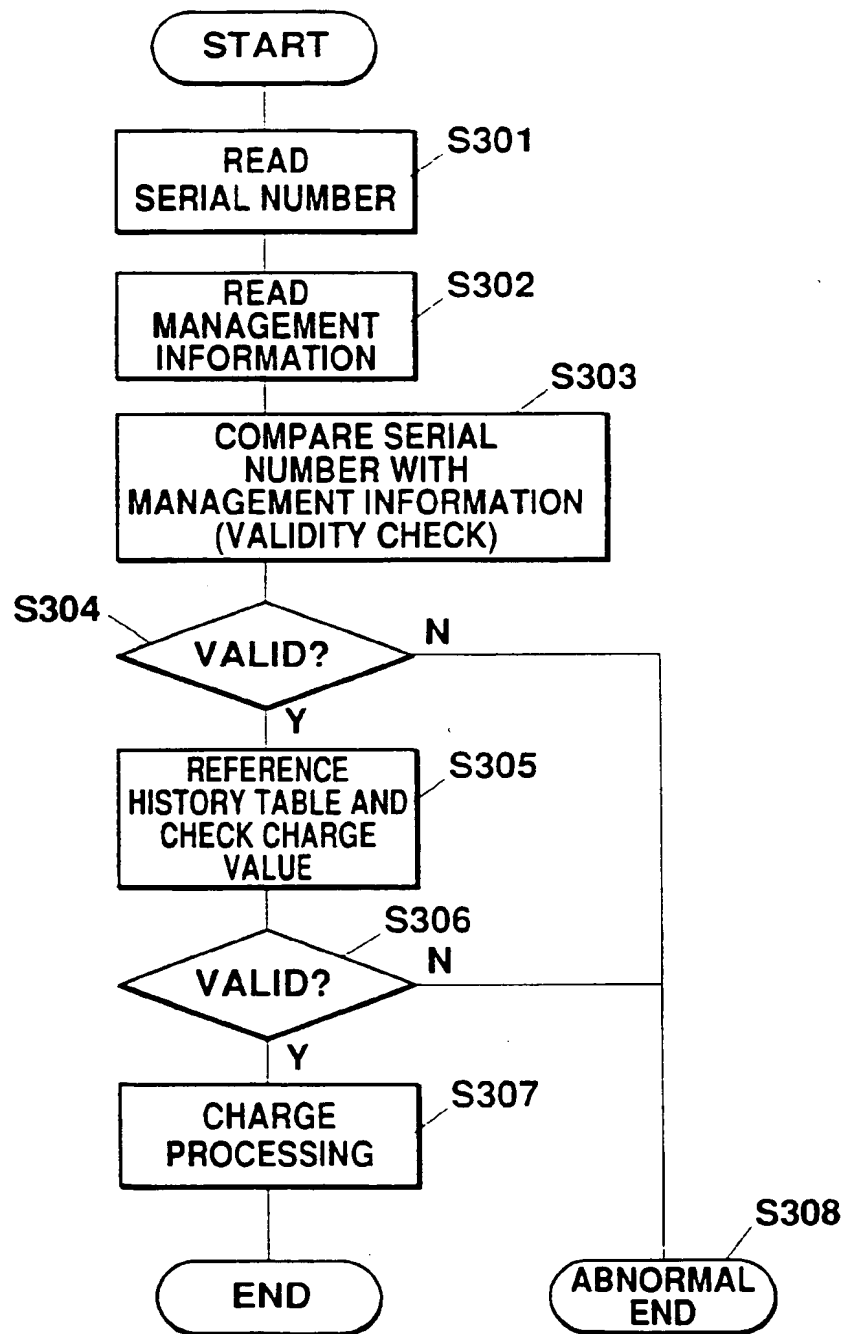 START
S301
READ
SERIAL NUMBER
S302
READ
MANAGEMENT
INFORMATION
S303
COMPARE SERIAL
NUMBER WITH
MANAGEMENT INFORMATION
(VALIDITY CHECK)
S304
VALID?
N
Y
S305
REFERENCE
HISTORY TABLE AND
CHECK CHARGE
VALUE
S306
VALID?
N
Y
S307
CHARGE
PROCESSING
S308
END
ABNORMAL
END